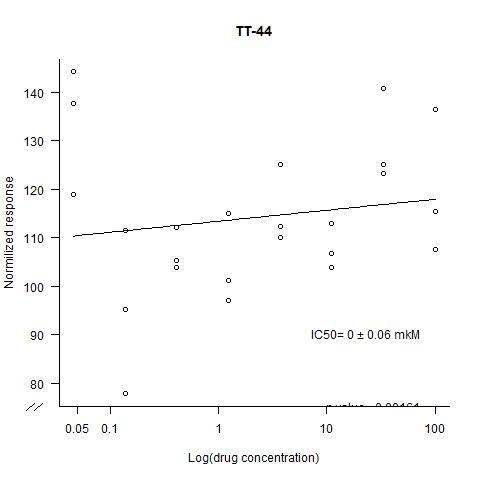 TT-44
Normilized response
140
130
120
110
100
90
80
IC50= 0 ± 0.06 mkM
0.05 0.1 1 10 100
Log(drug concentration)